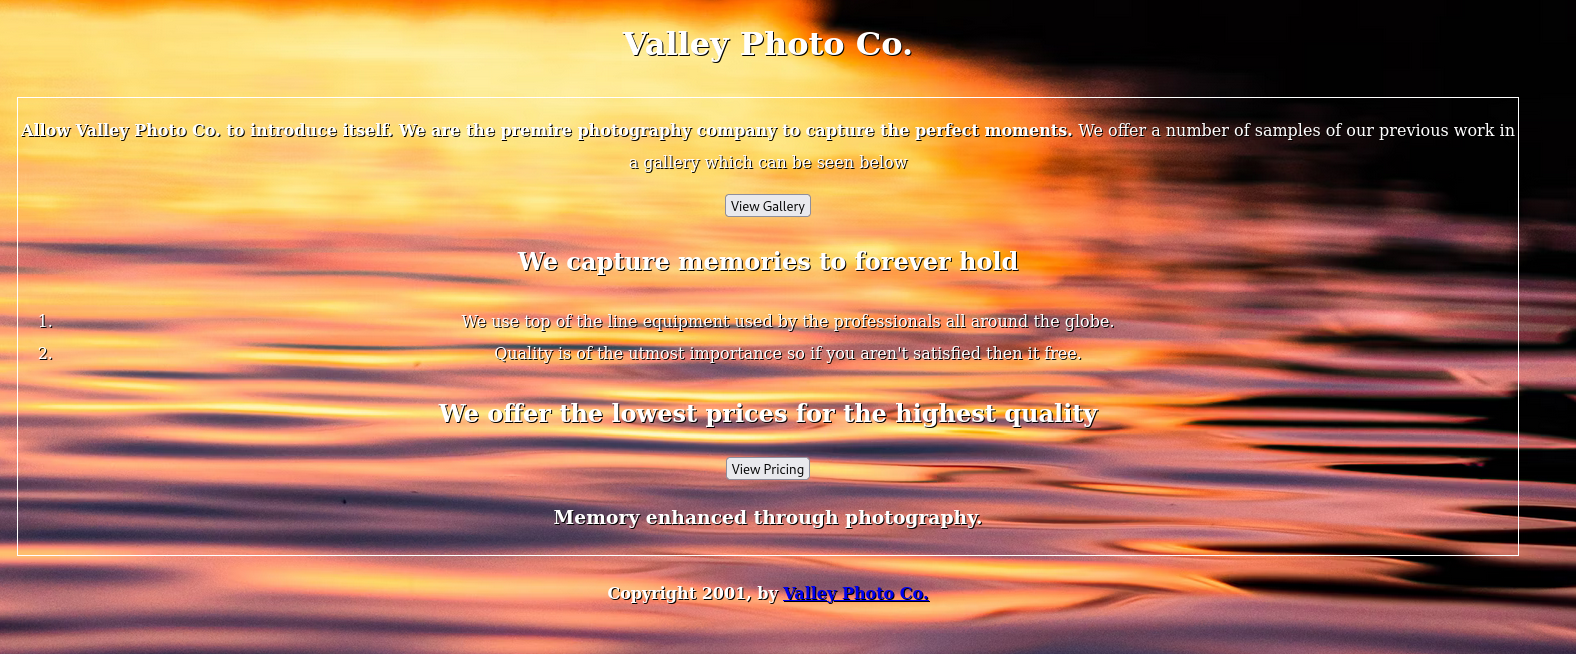 Valley Photo Co.
Allow Valley Photo Co. to introduce itself. We are the premire photography company to capture the perfect moments. We offer a number of samples of our previous work in
a gallery which can be seen below
View Gallery
We capture memories to forever hold
1. We use top of the line equipment used by the professionals all around the globe.
2. Quality is of the utmost importance so if you aren't satisfied then it free.
We offer the lowest prices for the highest quality
View Pricing
Memory enhanced through photography.
Copyright 2001, by Valley Photo Co.